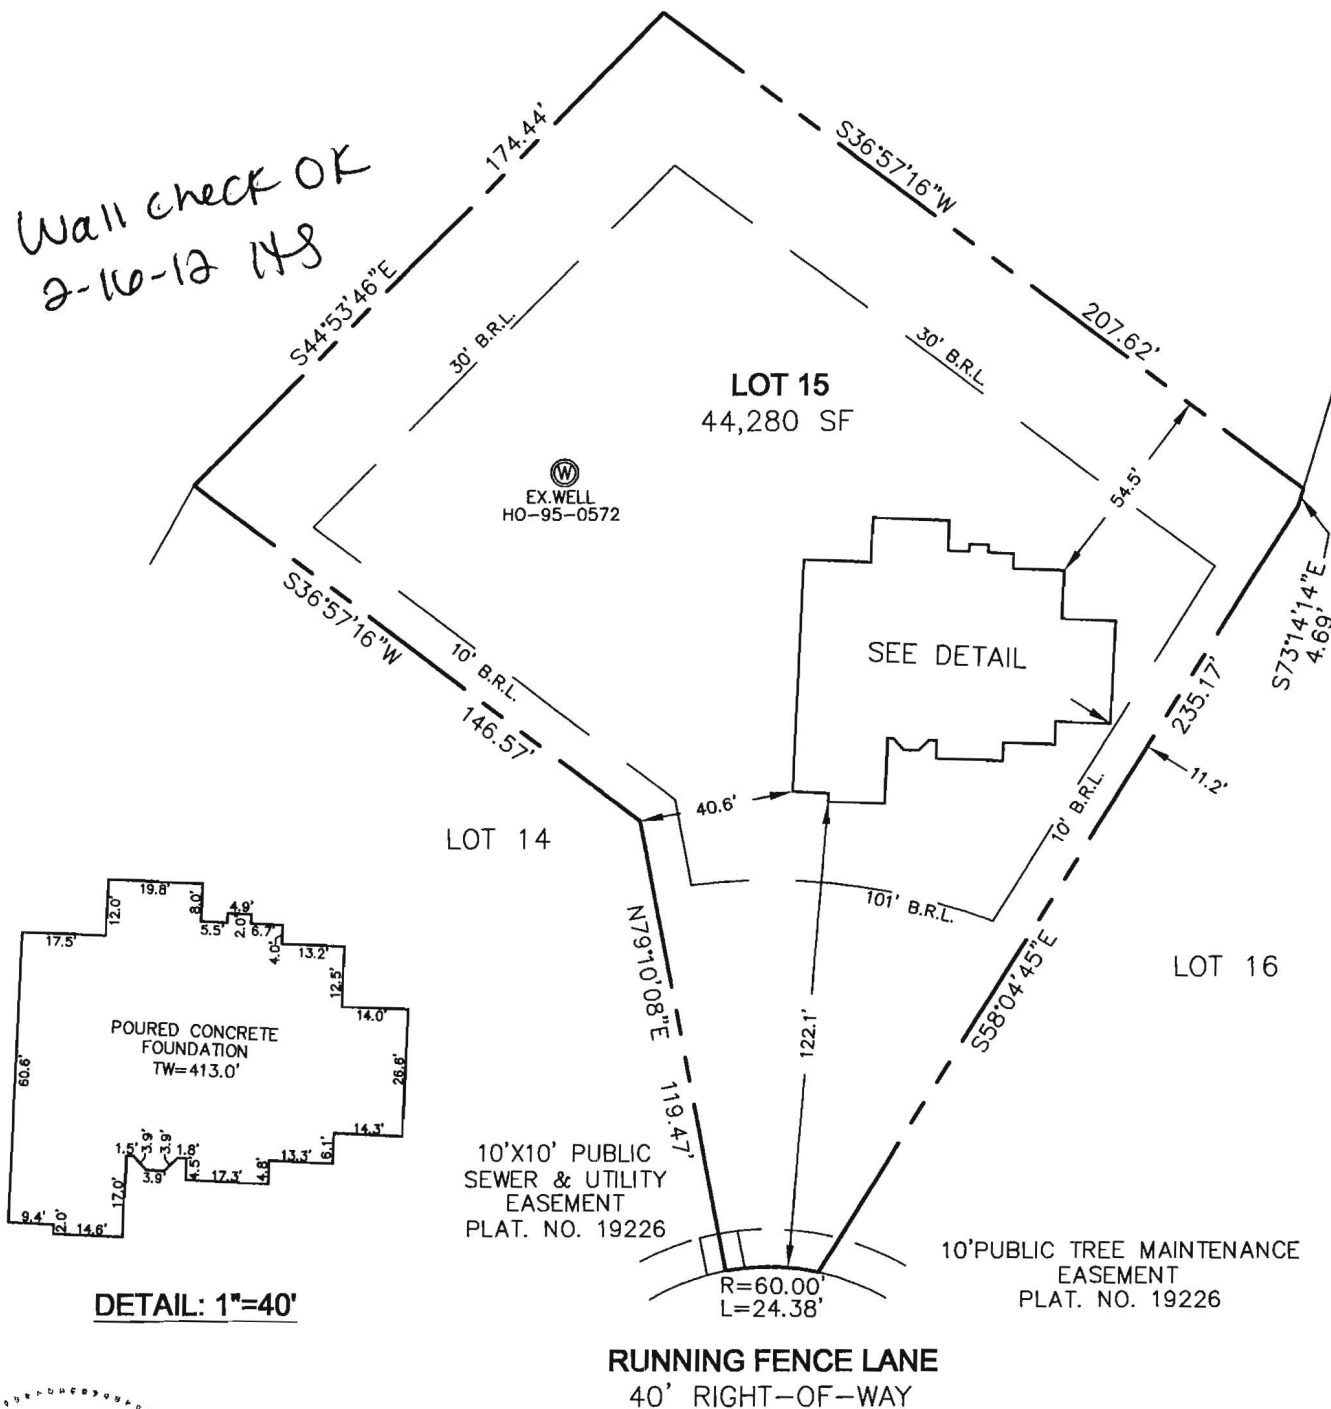 Wall check OK
2-16-12
174.44'
S44°53'46"E
S36°57'16"W
207.62'
30' B.R.L.
30' B.R.L.
LOT 15
44,280 SF
W
EX.WELL
HO-95-0572
54.5'
S73°14'14"E
4.69'
S36°57'16"W
146.57'
10' B.R.L.
SEE DETAIL
235.17'
11.2'
10' B.R.L.
40.6'
LOT 14
101' B.R.L.
N79°10'08"E
119.47'
122.1'
S58°04'45"E
LOT 16
19.8'
12.0'
8.0'
4.9'
5.5'
2.0'
6.7'
17.5'
4.0'
13.2'
12.5'
14.0'
POURED CONCRETE
FOUNDATION
TW=413.0'
60.6'
26.6'
14.3'
6.1'
13.3'
4.8'
17.3'
4.5'
1.8'
3.9'
3.9'
3.9'
1.5'
17.0'
9.4'
2.0'
14.6'
DETAIL: 1"=40'
10'X10' PUBLIC
SEWER & UTILITY
EASEMENT
PLAT. NO. 19226
10'PUBLIC TREE MAINTENANCE
EASEMENT
PLAT. NO. 19226
R=60.00'
L=24.38'
RUNNING FENCE LANE
40' RIGHT-OF-WAY